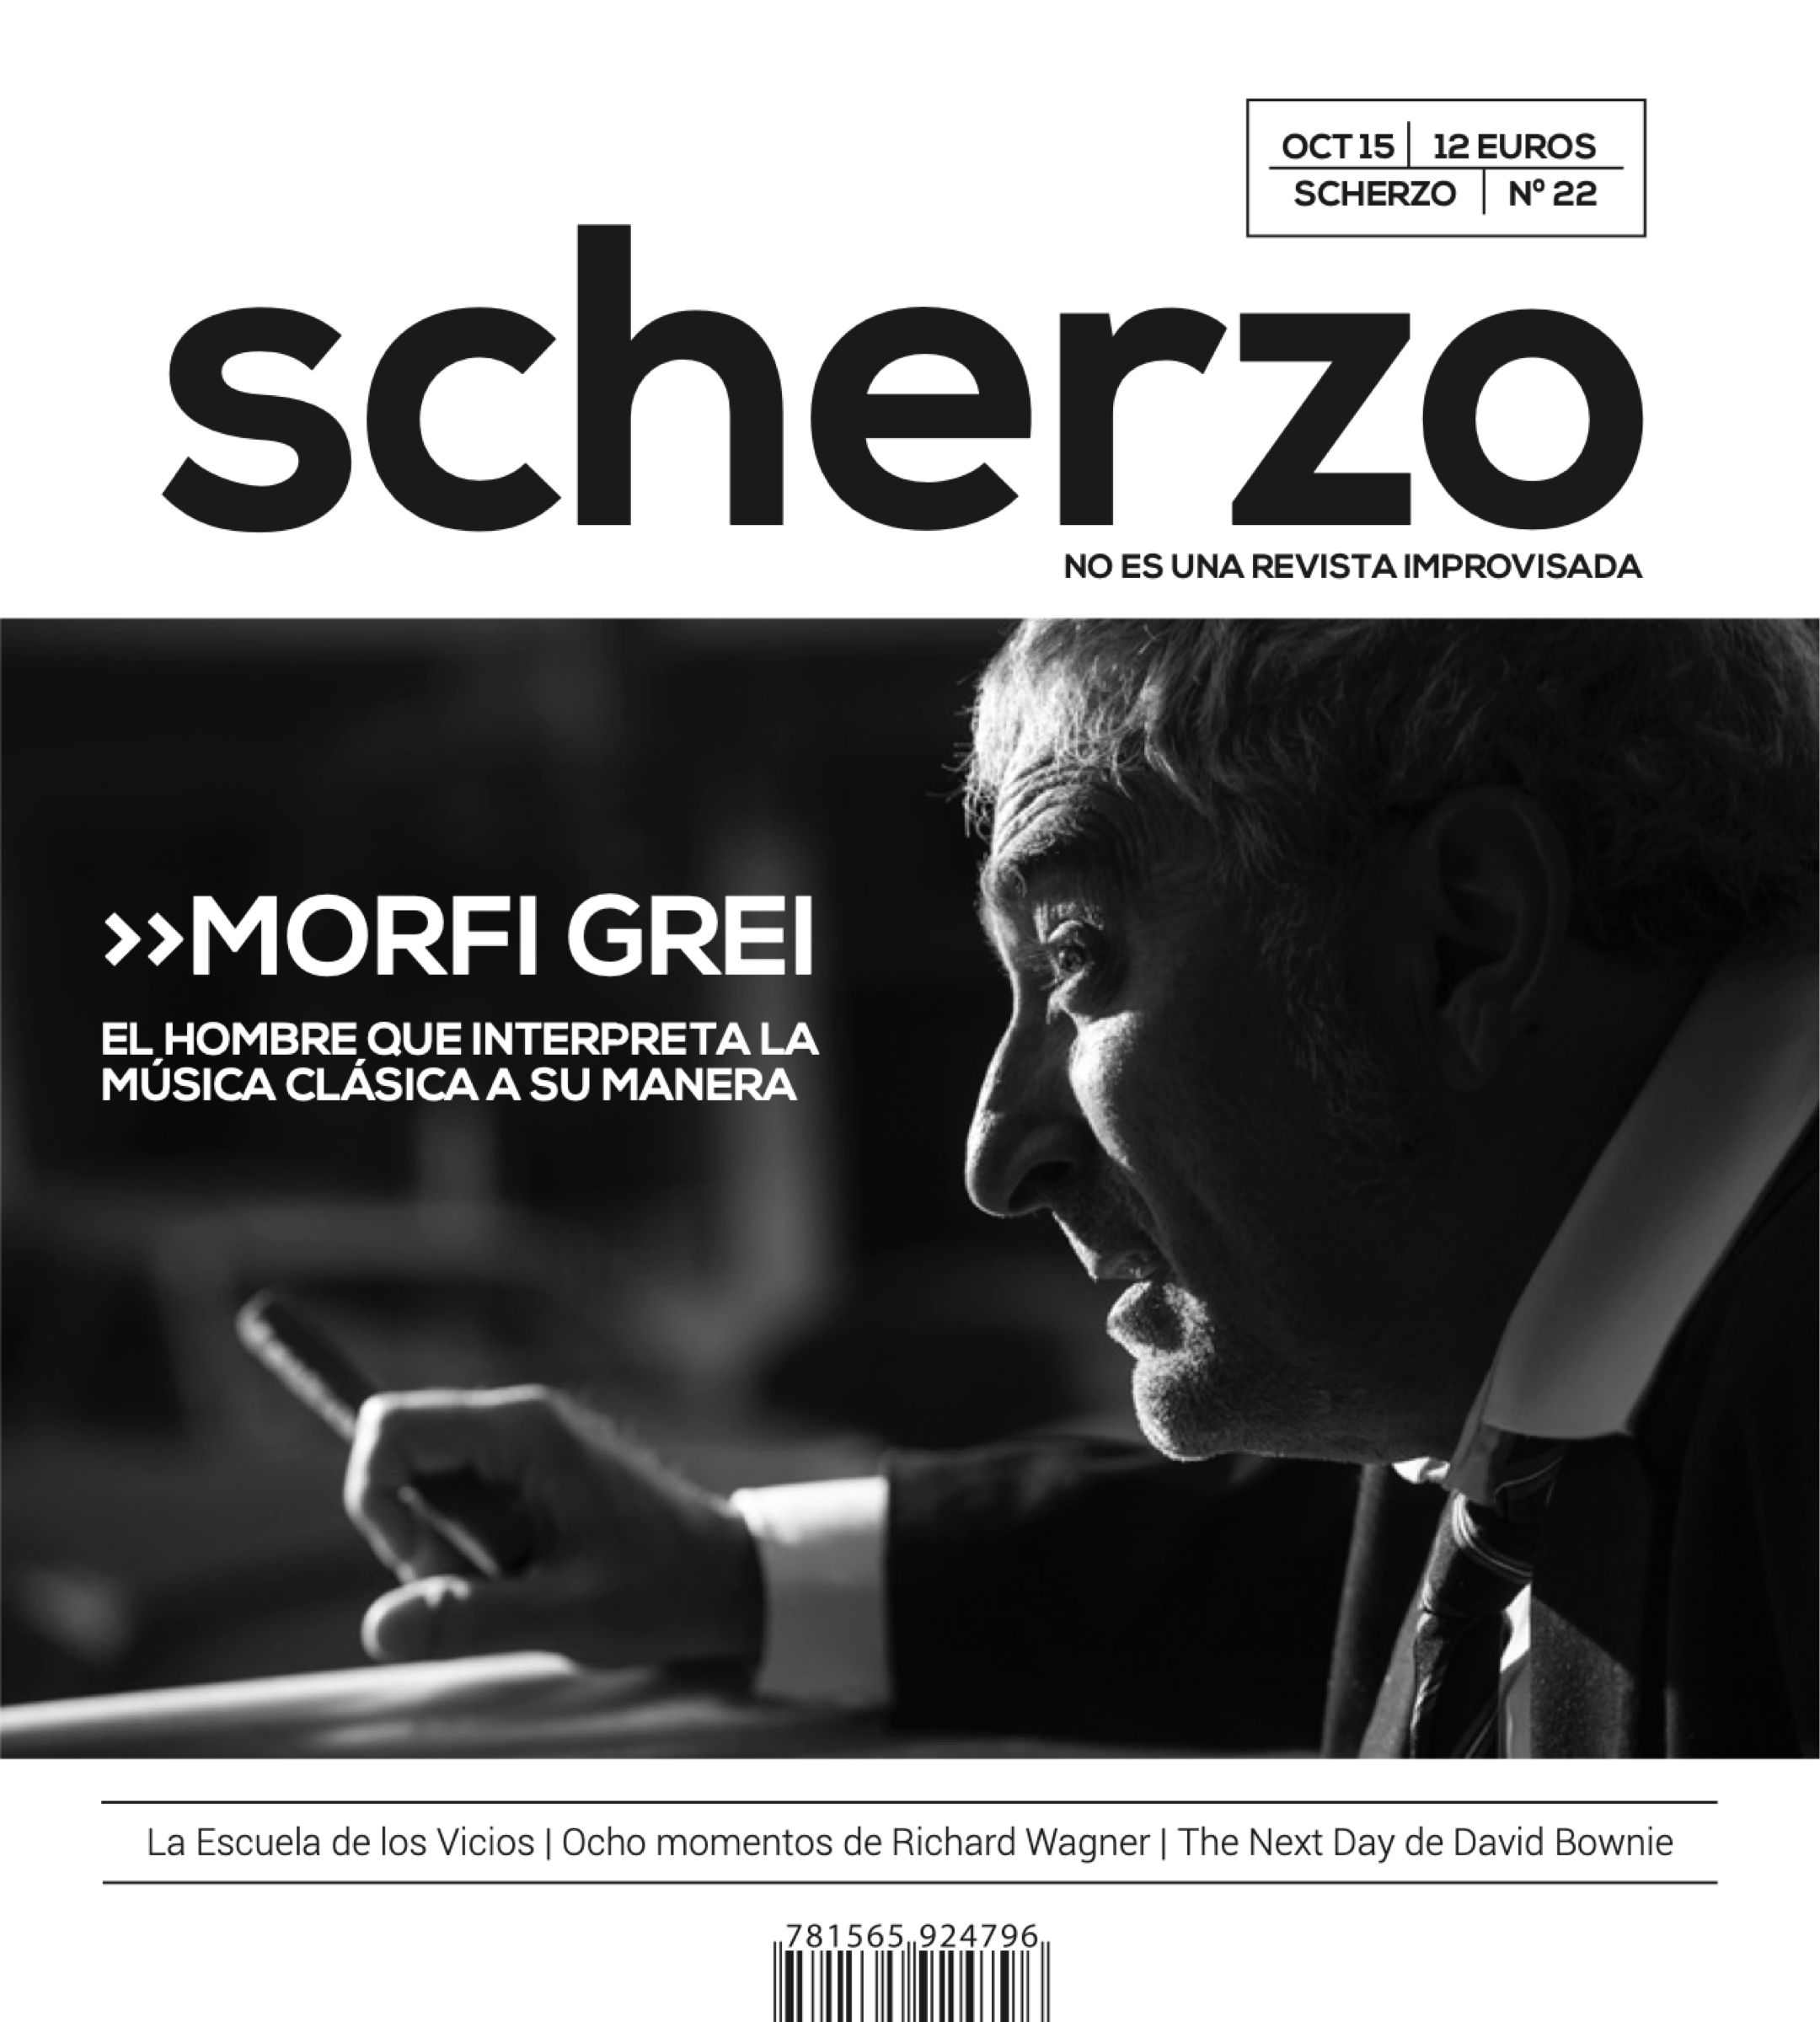 OCT 15 | 12 EUROS
SCHERZO | Nº 22
scherzo
NO ES UNA REVISTA IMPROVISADA
>>MORFI GREI
EL HOMBRE QUE INTERPRETA LA
MÚSICA CLÁSICA A SU MANERA
La Escuela de los Vicios | Ocho momentos de Richard Wagner | The Next Day de David Bownie
781565 924796